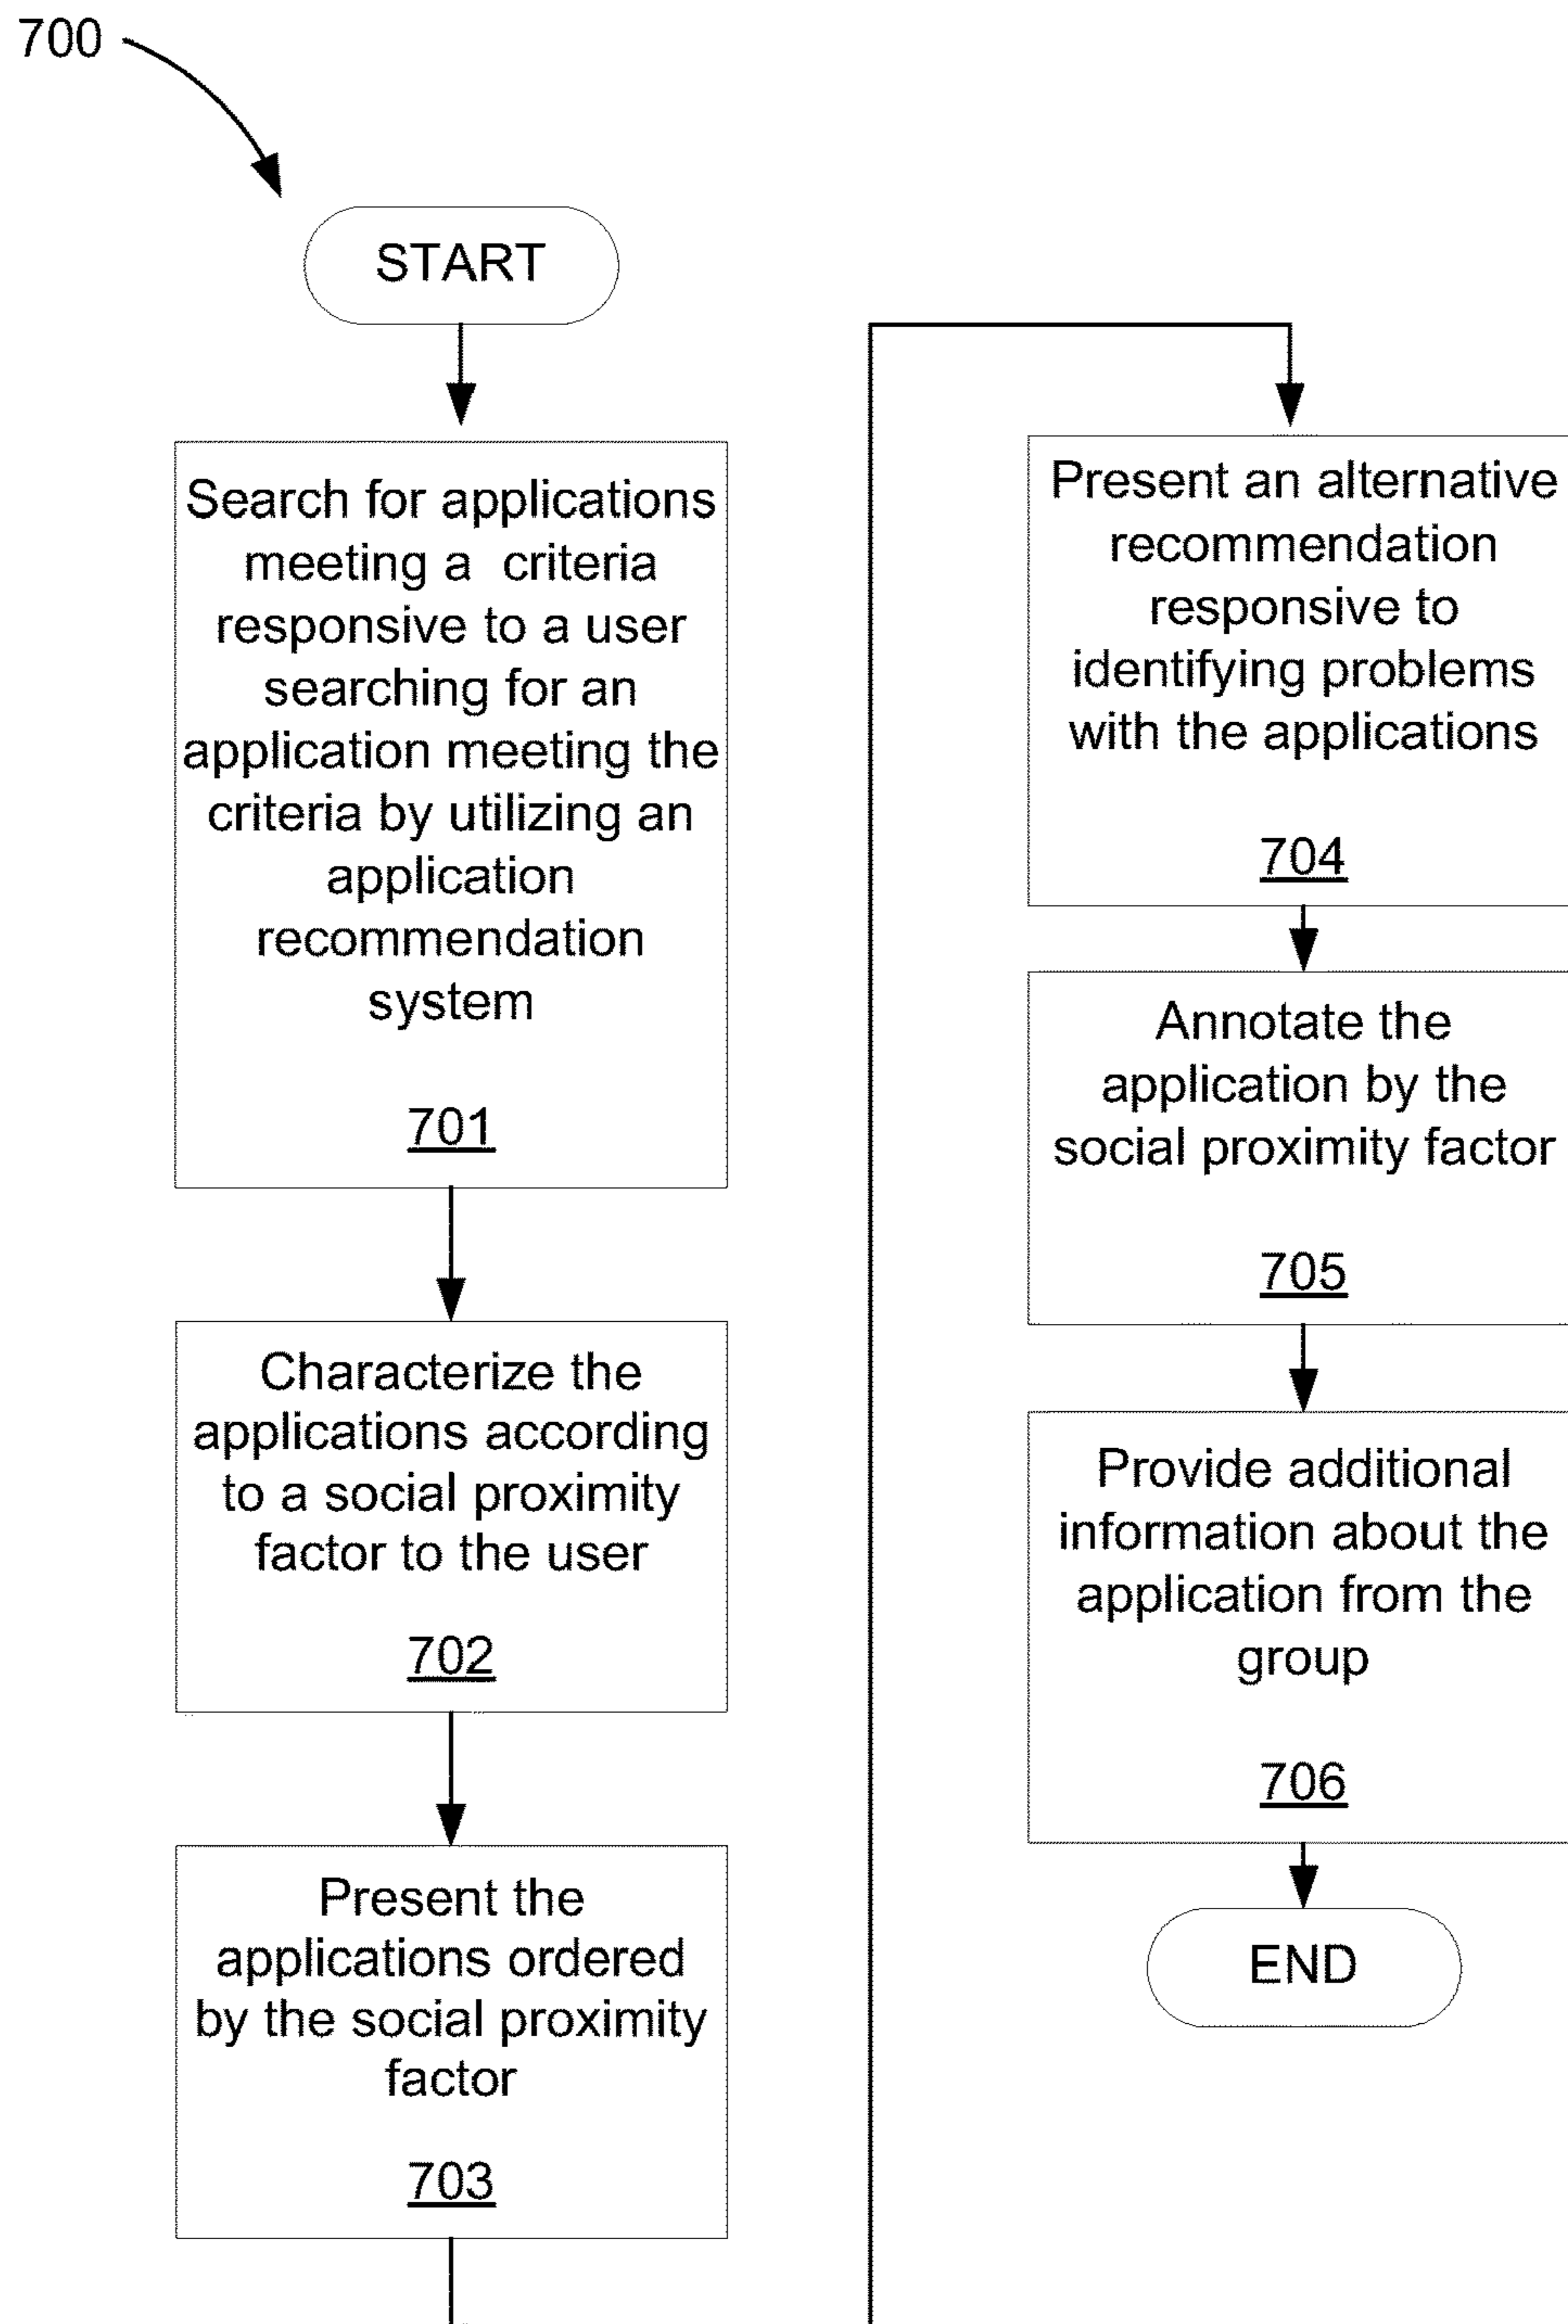 700
START
Search for applications
meeting a criteria
responsive to a user
searching for an
application meeting the
criteria by utilizing an
application
recommendation
system
701
Characterize the
applications according
to a social proximity
factor to the user
702
Present the
applications ordered
by the social proximity
factor
703
Present an alternative
recommendation
responsive to
identifying problems
with the applications
704
Annotate the
application by the
social proximity factor
705
Provide additional
information about the
application from the
group
706
END